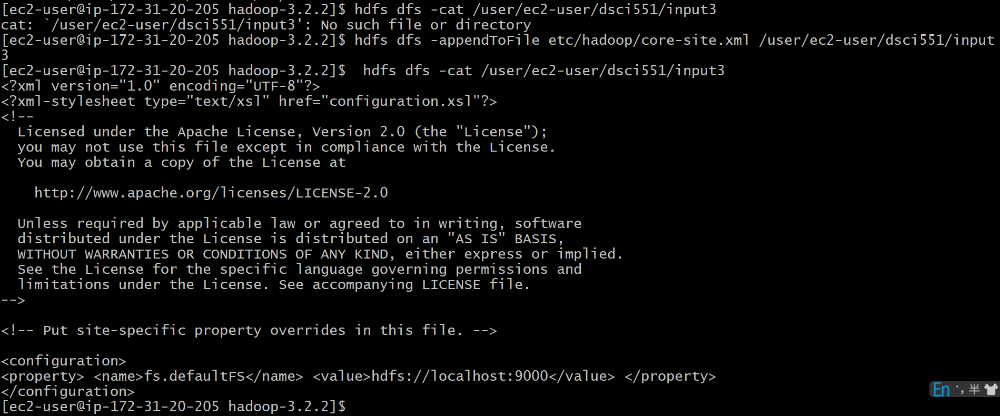 [ec2-user@ip-172-31-20-205 hadoop-3.2.2]$ hdfs dfs -cat /user/ec2-user/dsci551/input3
cat: `/user/ec2-user/dsci551/input3': No such file or directory
[ec2-user@ip-172-31-20-205 hadoop-3.2.2]$ hdfs dfs -appendToFile etc/hadoop/core-site.xml /user/ec2-user/dsci551/input
3
[ec2-user@ip-172-31-20-205 hadoop-3.2.2]$  hdfs dfs -cat /user/ec2-user/dsci551/input3
<?xml version="1.0" encoding="UTF-8"?>
<?xml-stylesheet type="text/xsl" href="configuration.xsl"?>
<!--
  Licensed under the Apache License, Version 2.0 (the "License");
  you may not use this file except in compliance with the License.
  You may obtain a copy of the License at

    http://www.apache.org/licenses/LICENSE-2.0

  Unless required by applicable law or agreed to in writing, software
  distributed under the License is distributed on an "AS IS" BASIS,
  WITHOUT WARRANTIES OR CONDITIONS OF ANY KIND, either express or implied.
  See the License for the specific language governing permissions and
  limitations under the License. See accompanying LICENSE file.
-->

<!-- Put site-specific property overrides in this file. -->

<configuration>
<property> <name>fs.defaultFS</name> <value>hdfs://localhost:9000</value> </property>
</configuration>
En ·, 半
[ec2-user@ip-172-31-20-205 hadoop-3.2.2]$